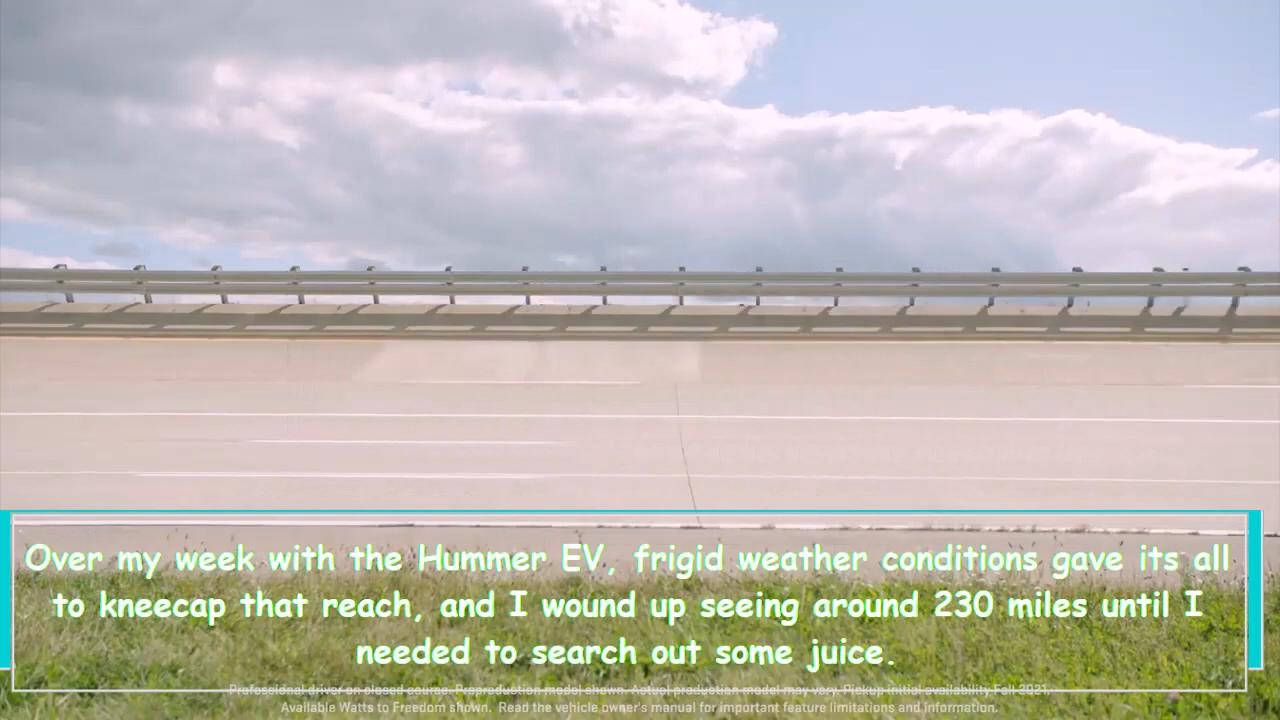 Over my week with the Hummer EV, frigid weather conditions gave its all
to kneecap that reach, and I wound up seeing around 230 miles until I
needed to search out some juice.
Professional driver on closed course. Preproduction model shown. Actual production model may vary. Pickup initial availability Fall 2021.
Available Watts to Freedom shown. Read the vehicle owner's manual for important feature limitations and information.